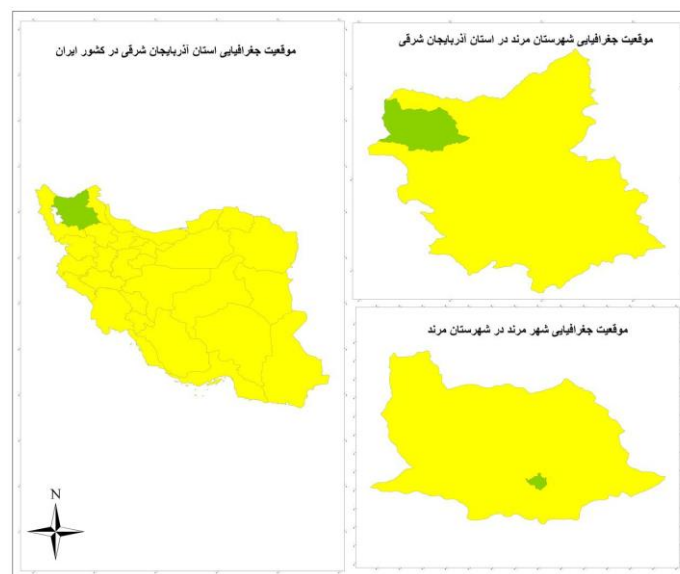 موقعیت جغرافیایی شهرستان مرند در استان آذربایجان شرقی
موقعیت جغرافیایی استان آذربایجان شرقی در کشور ایران
موقعیت جغرافیایی شهر مرند در شهرستان مرند
N